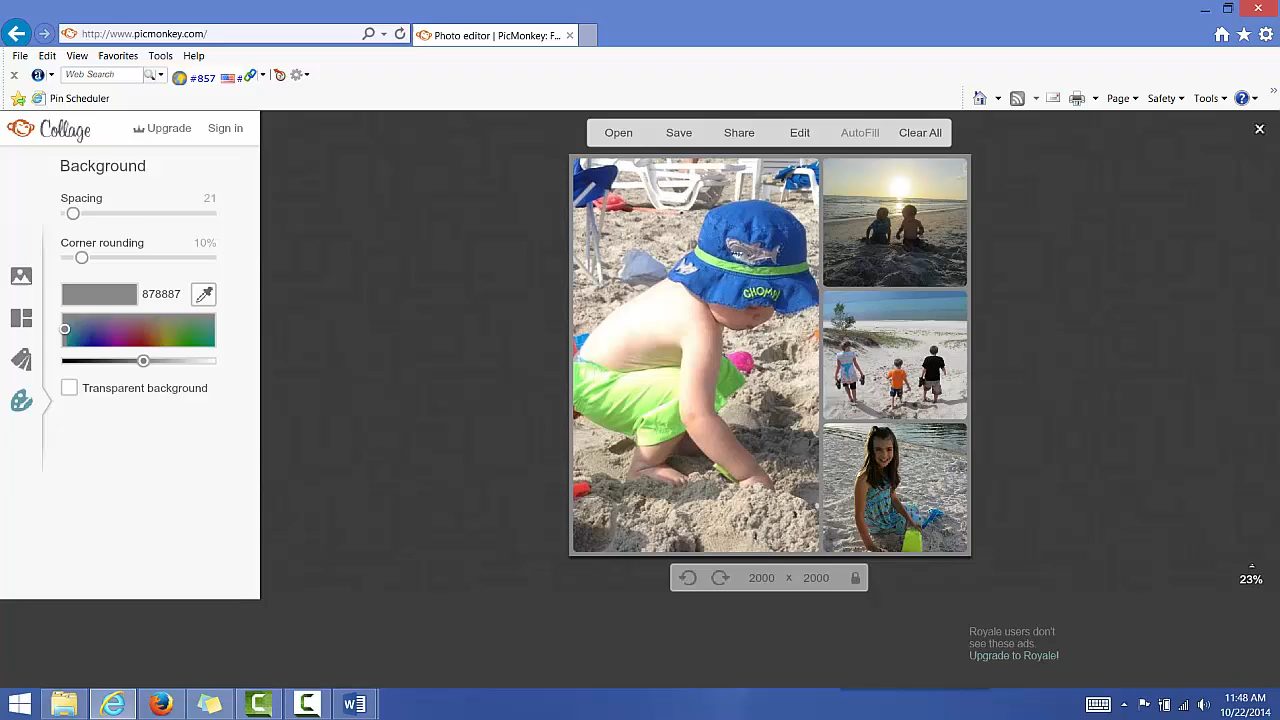 http://www.picmonkey.com/
Photo editor | PicMonkey: F...
File Edit View Favorites Tools Help
Web Search
#857
#
Pin Scheduler
Page
Safety
Tools
Collage
Upgrade
Sign in
Open
Save
Share
Edit
AutoFill
Clear All
Background
Spacing 21
Corner rounding 10%
878887
Transparent background
CHOMP!
2000 x 2000
23%
Royale users don't
see these ads.
Upgrade to Royale!
11:48 AM
10/22/2014